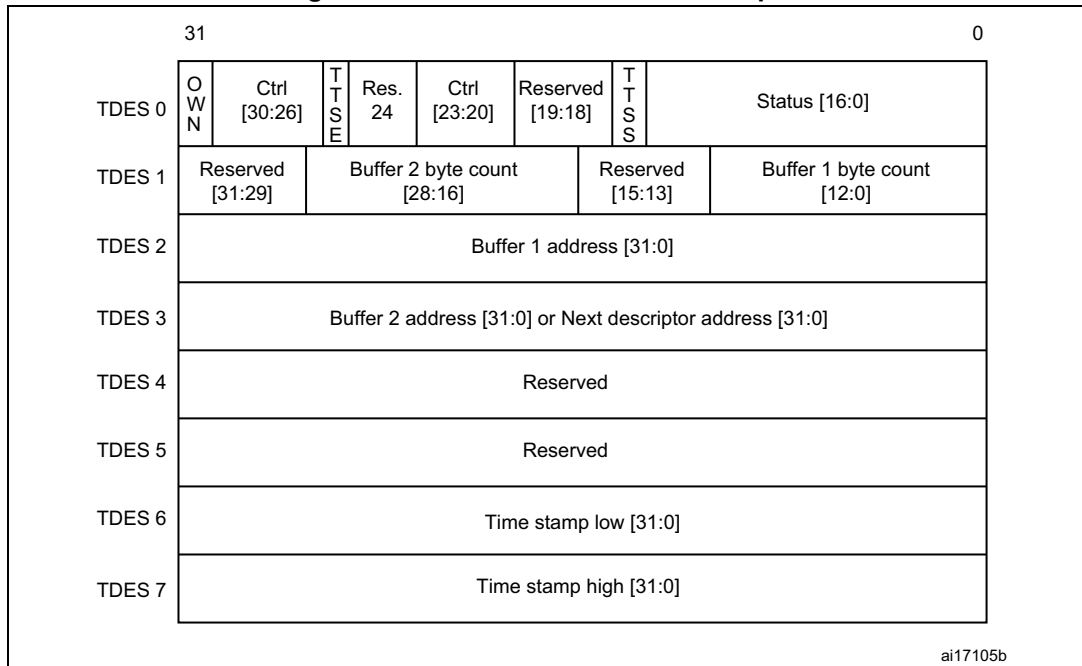 31 0
TDES 0 OWN Ctrl [30:26] TTSE Res. 24 Ctrl [23:20] Reserved [19:18] TTSS Status [16:0]
TDES 1 Reserved [31:29] Buffer 2 byte count [28:16] Reserved [15:13] Buffer 1 byte count [12:0]
TDES 2 Buffer 1 address [31:0]
TDES 3 Buffer 2 address [31:0] or Next descriptor address [31:0]
TDES 4 Reserved
TDES 5 Reserved
TDES 6 Time stamp low [31:0]
TDES 7 Time stamp high [31:0]
ai17105b